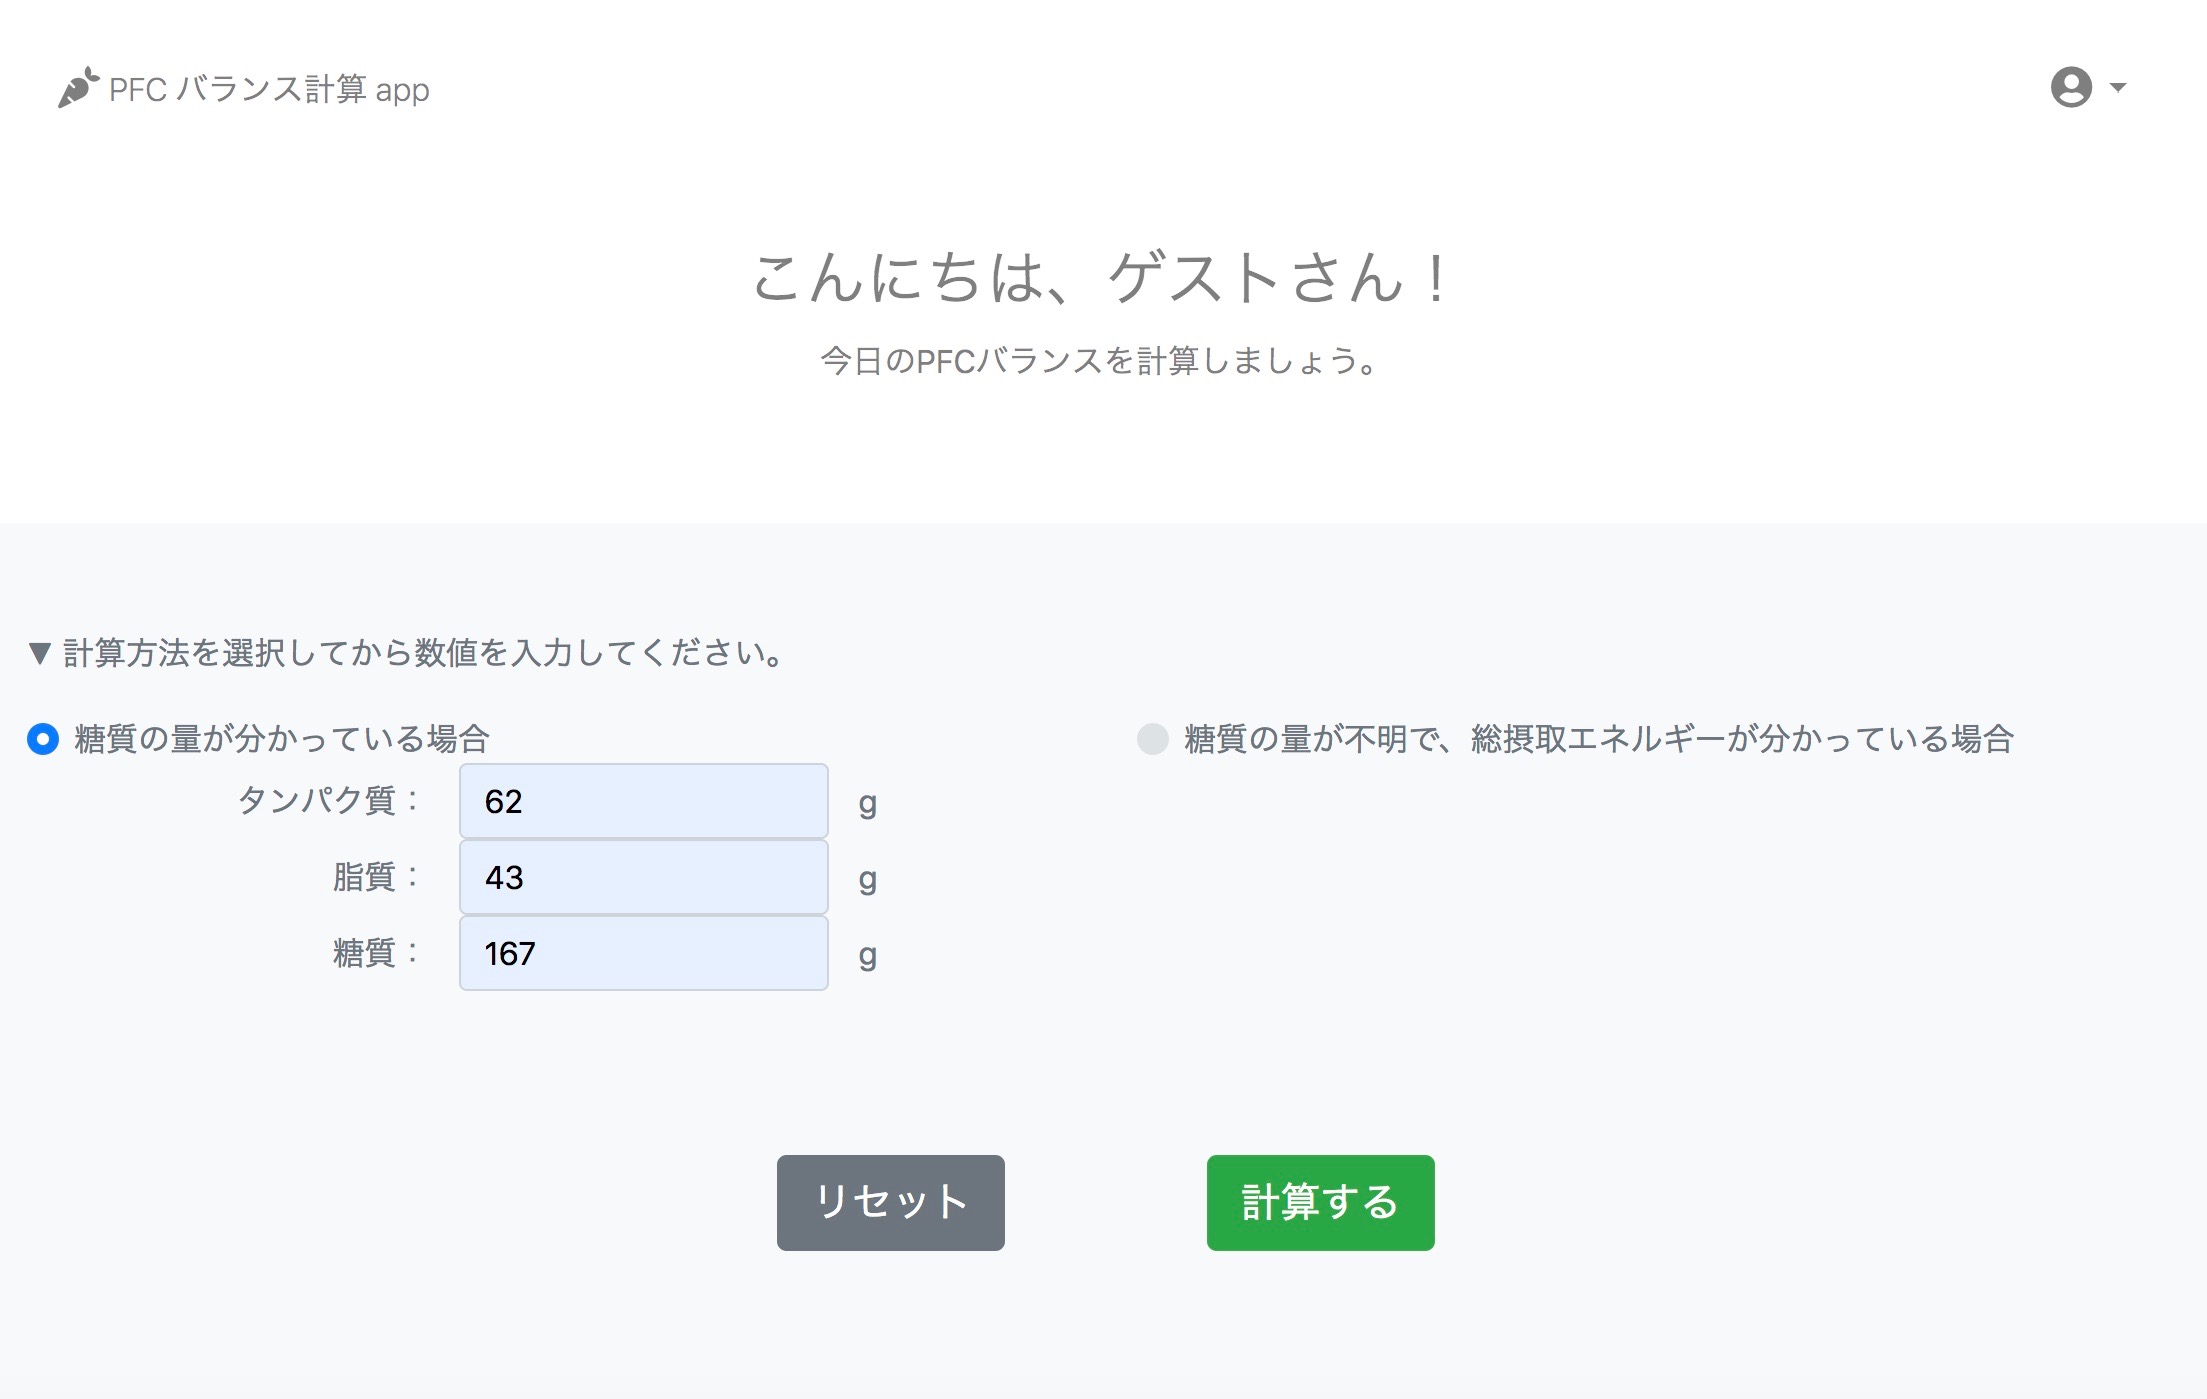 PFC バランス計算 app
こんにちは、ゲストさん！
今日のPFCバランスを計算しましょう。
▼ 計算方法を選択してから数値を入力してください。
糖質の量が分かっている場合
タンパク質： 62 g
脂質： 43 g
糖質： 167 g
糖質の量が不明で、総摂取エネルギーが分かっている場合
リセット
計算する